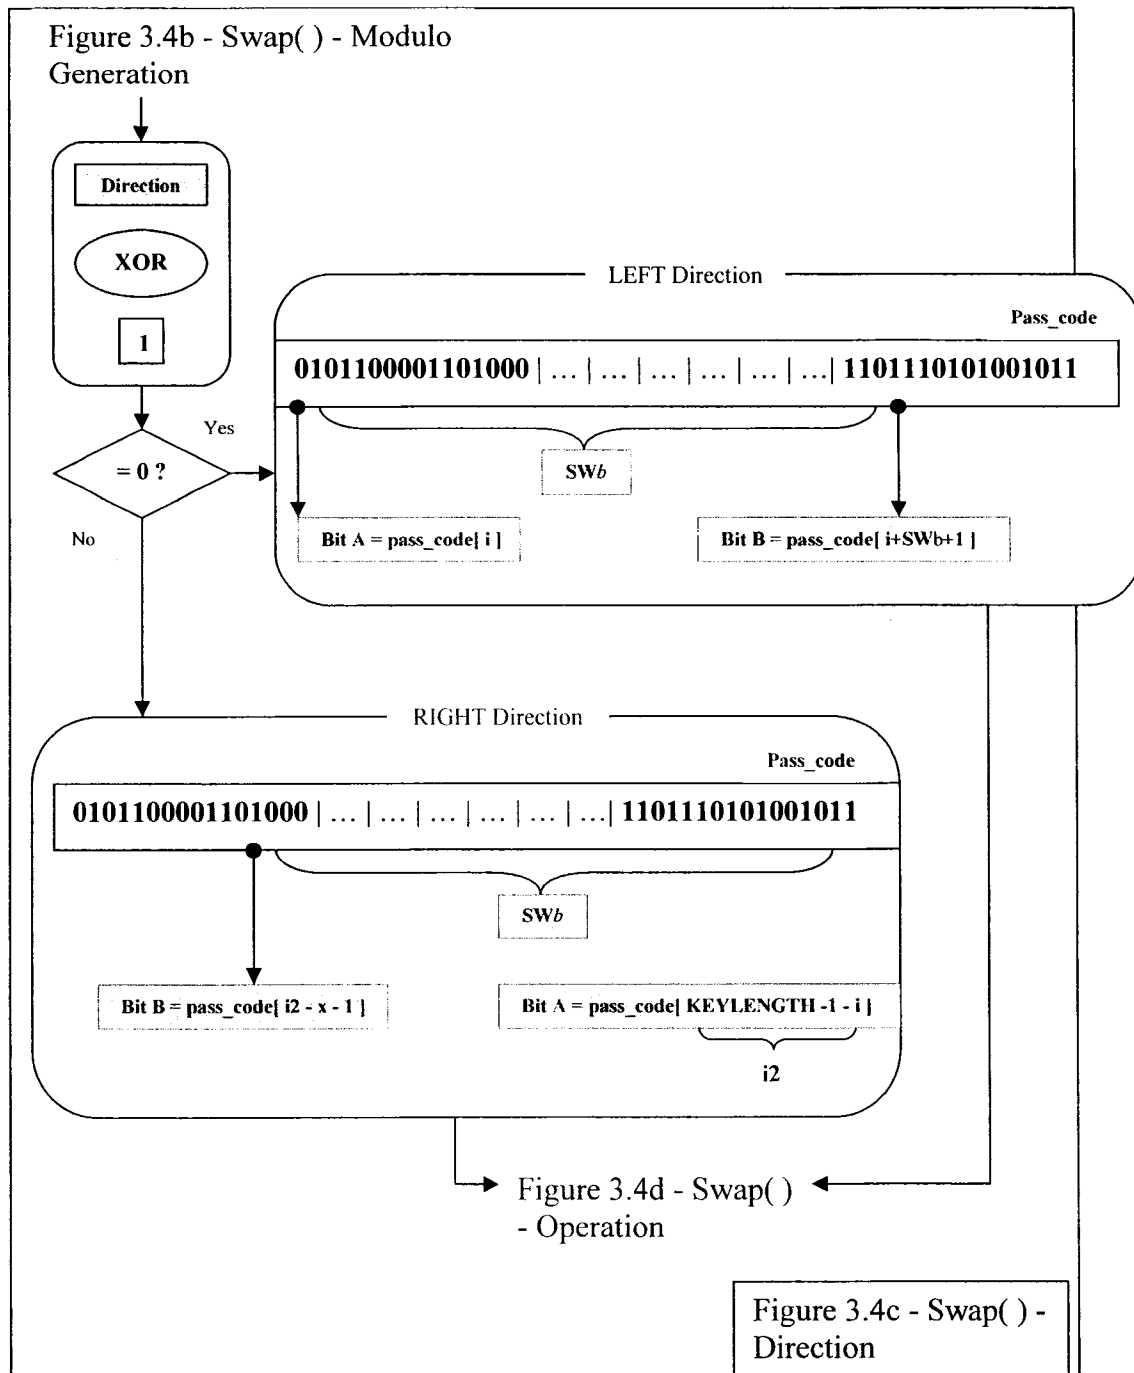 Figure 3.4b - Swap( ) - Modulo
Generation
Direction
XOR
1
= 0 ?
Yes
No
LEFT Direction
Pass_code
0101100001101000 | ... | ... | ... | ... | ... | ...| 1101110101001011
SWb
Bit A = pass_code[ i ]
Bit B = pass_code[ i+SWb+1 ]
RIGHT Direction
Pass_code
0101100001101000 | ... | ... | ... | ... | ... | ...| 1101110101001011
SWb
Bit B = pass_code[ i2 - x - 1 ]
Bit A = pass_code[ KEYLENGTH -1 - i ]
i2
Figure 3.4d - Swap( )
- Operation
Figure 3.4c - Swap( ) -
Direction